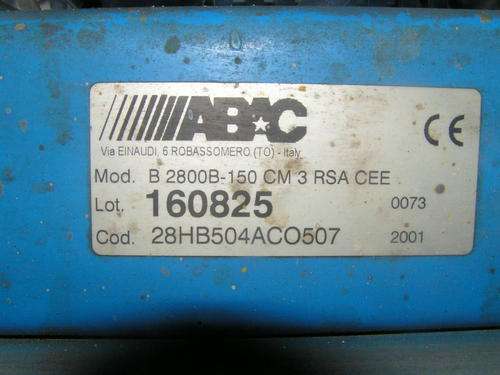 ABAC
Via EINAUDI, 6 ROBASSOMERO (TO) - Italy
CE
Mod. B 2800B-150 CM 3 RSA CEE
Lot. 160825 0073
Cod. 28HB504ACO507 2001